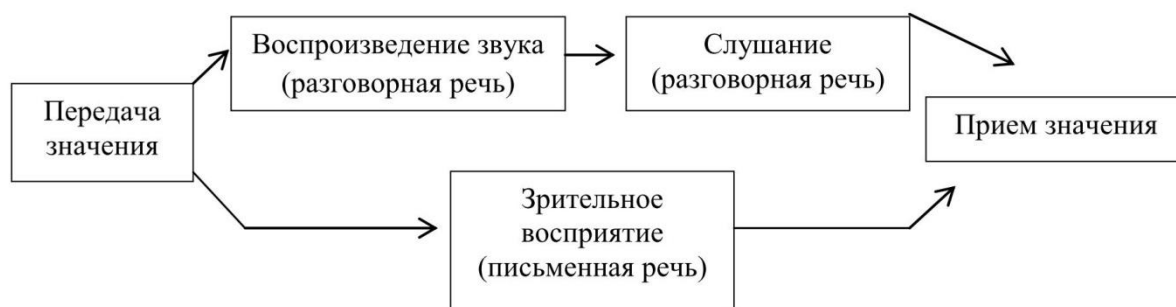 Передача
значения
Воспроизведение звука
(разговорная речь)
Слушание
(разговорная речь)
Зрительное
восприятие
(письменная речь)
Прием значения